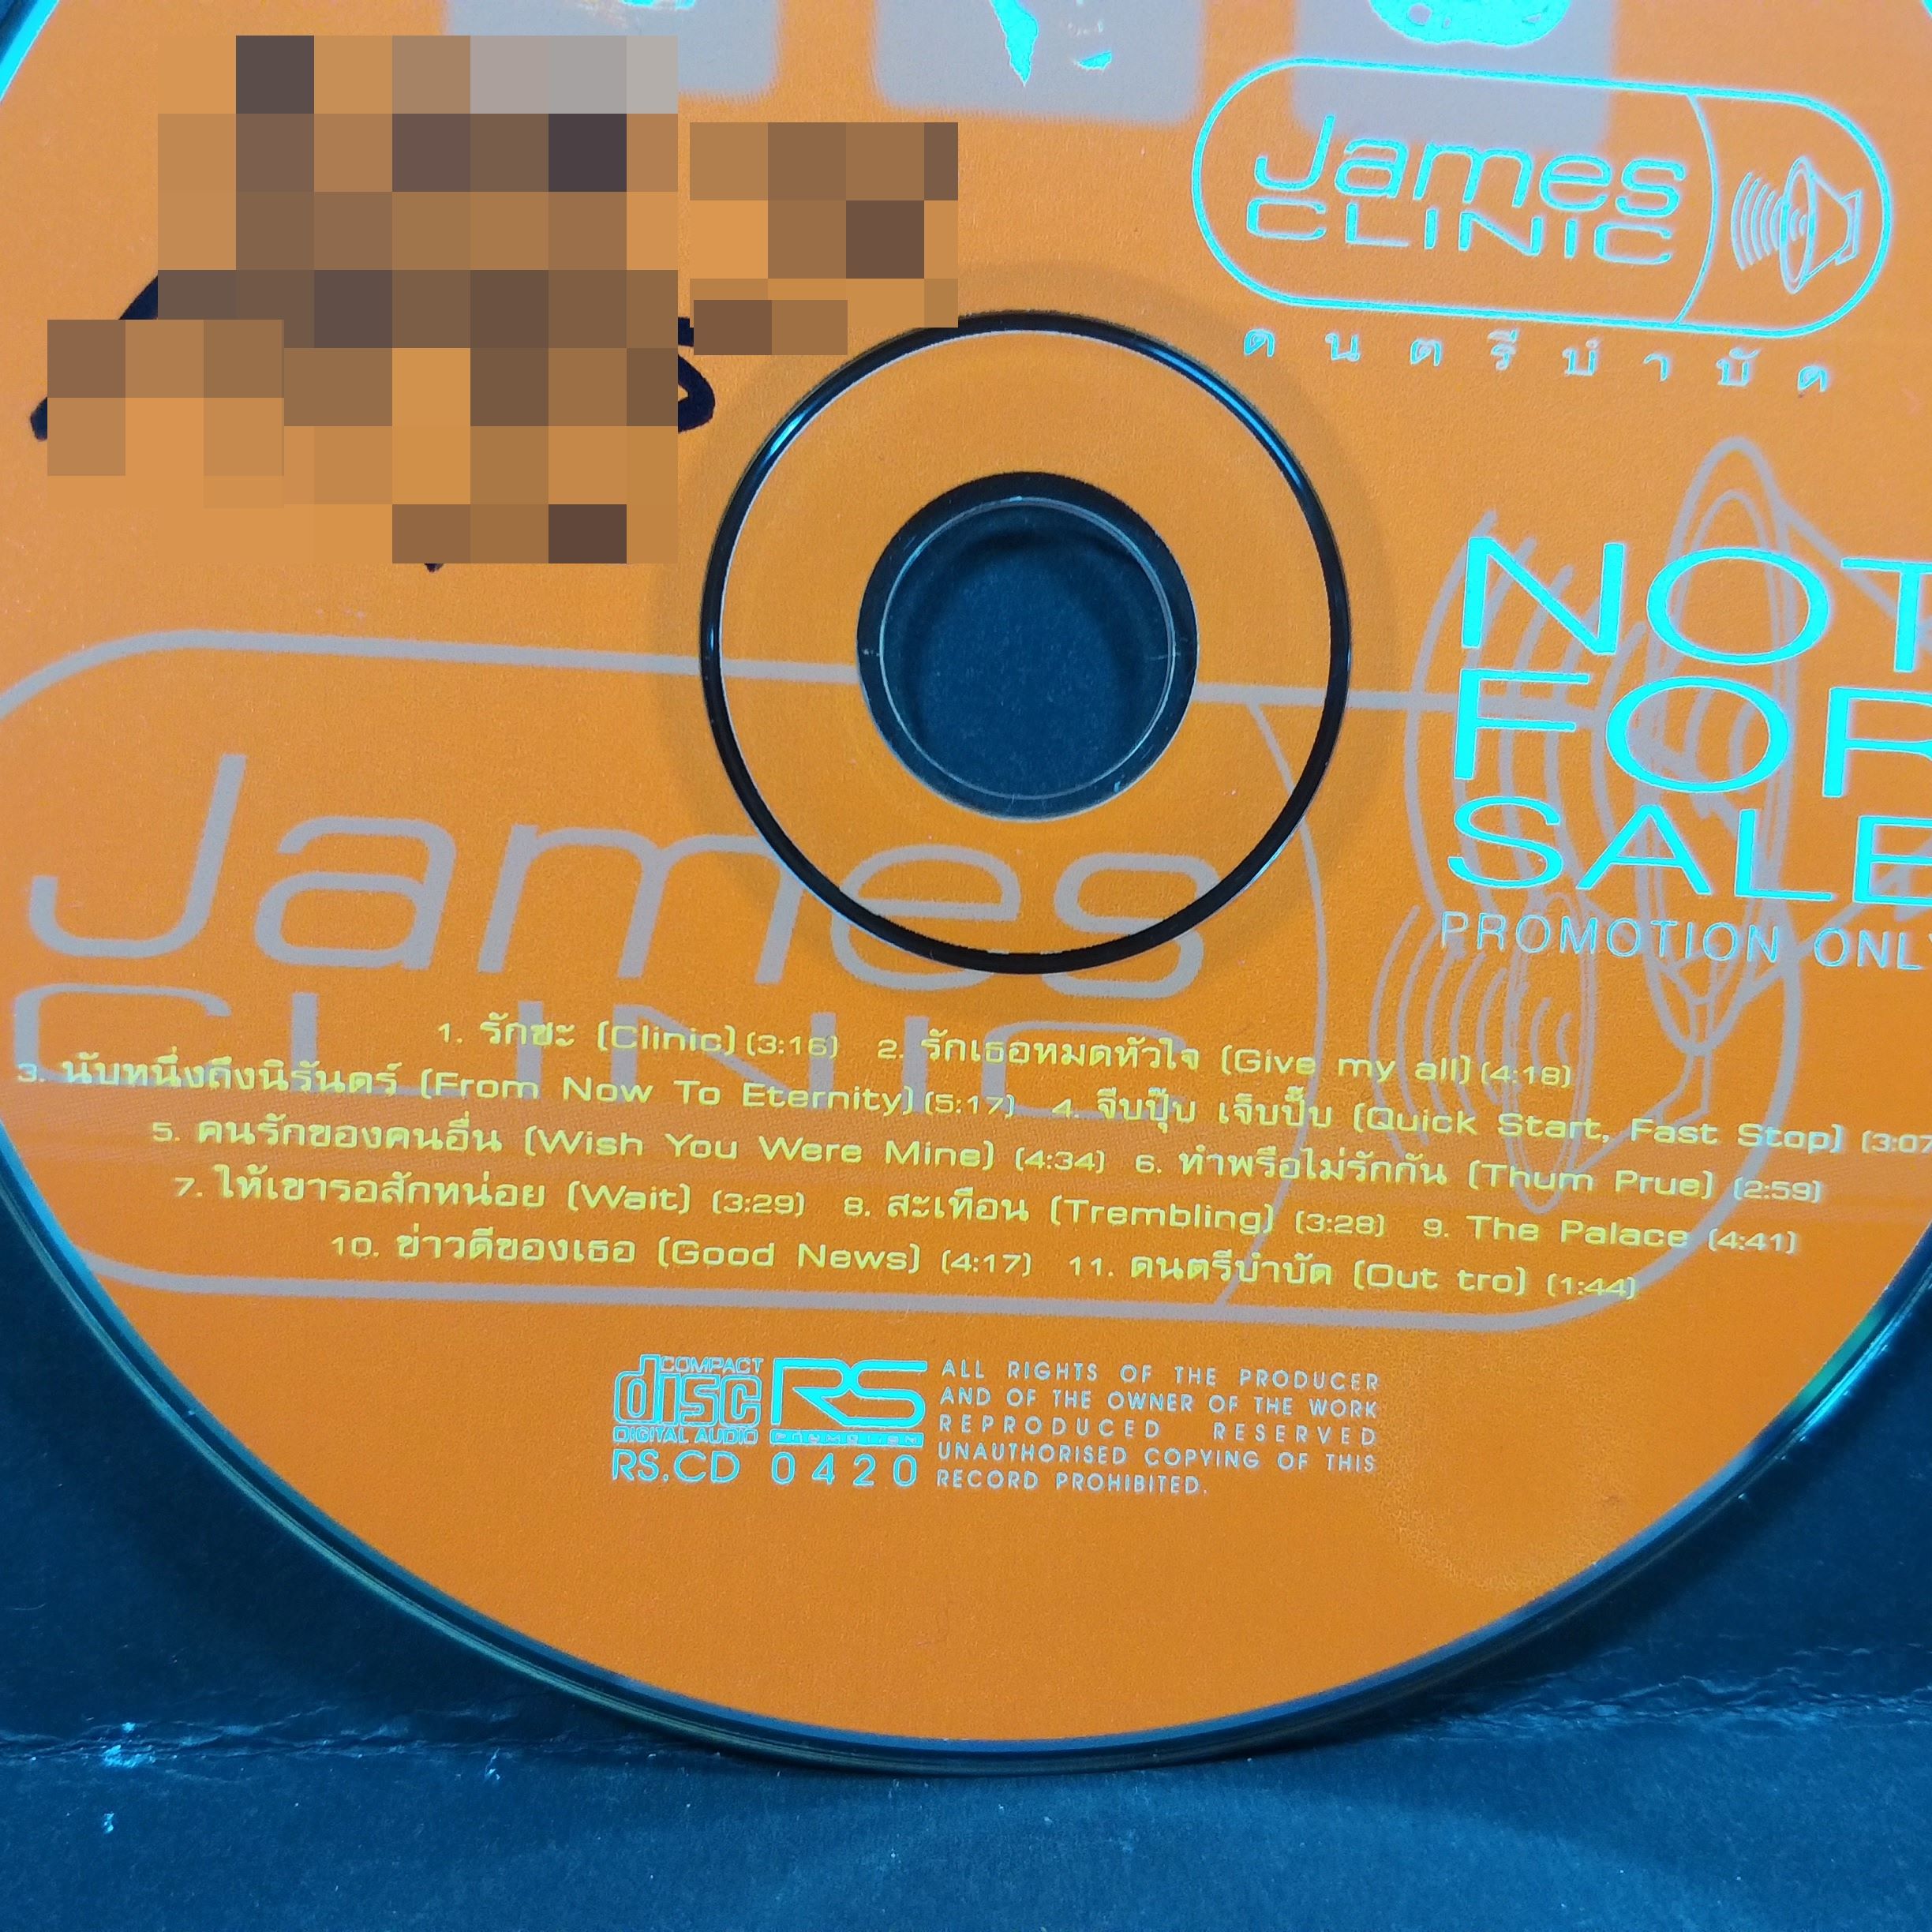 James
CLINIC
ดนตรีบำบัด
NOT
FOR
SALE
PROMOTION ONLY
James
CLINIC
1. รักซะ (Clinic) (3:16) 2. รักเธอหมดหัวใจ (Give my all) (4:18)
3. นับหนึ่งถึงนิรันดร์ (From Now To Eternity) (5:17) 4. จีบปุ๊บ เจ็บปั๊บ (Quick Start, Fast Stop) (3:07
5. คนรักของคนอื่น (Wish You Were Mine) (4:34) 6. ทำพรือไม่รักกัน (Thum Prue) (2:59)
7. ให้เขารอสักหน่อย (Wait) (3:29) 8. สะเทือน (Trembling) (3:28) 9. The Palace (4:41)
10. ข่าวดีของเธอ (Good News) (4:17) 11. ดนตรีบำบัด (Out tro) (1:44)
COMPACT
disc
DIGITAL AUDIO
RS
PROMOTION
RS.CD 0420
ALL RIGHTS OF THE PRODUCER
AND OF THE OWNER OF THE WORK
REPRODUCED RESERVED
UNAUTHORISED COPYING OF THIS
RECORD PROHIBITED.